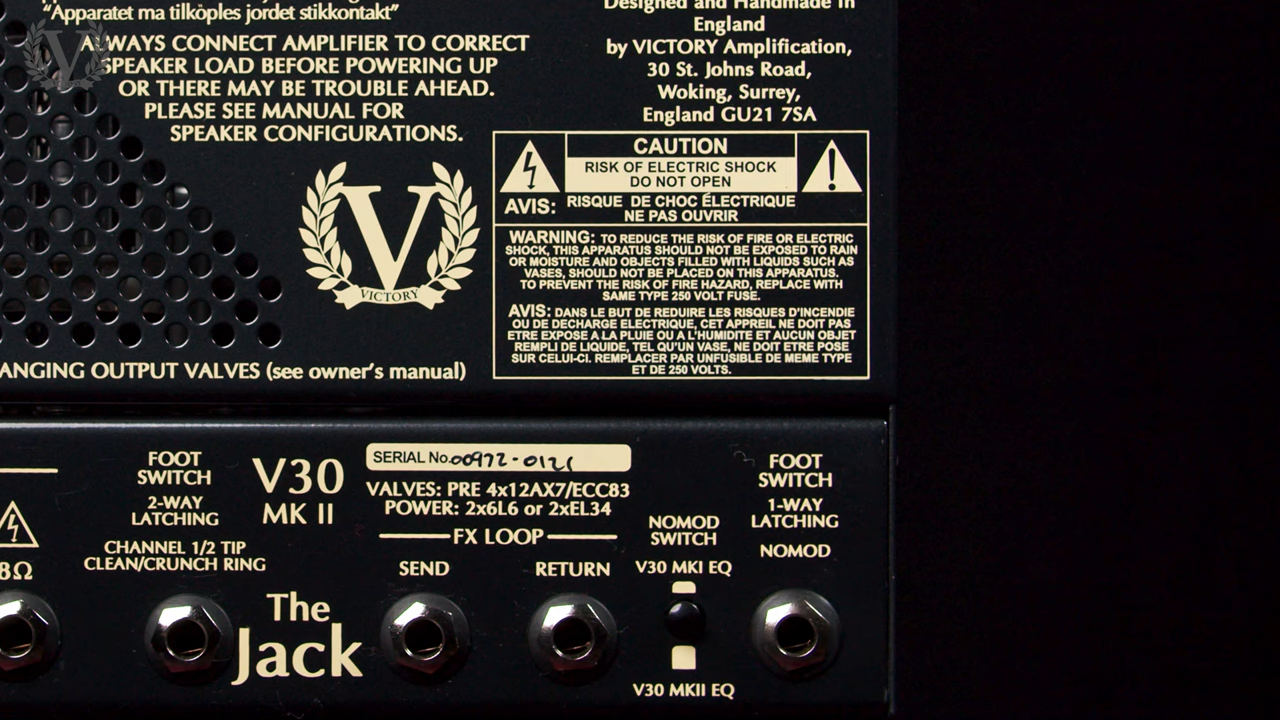 "Apparatet ma tilkoples jordet stikkontakt"
ALWAYS CONNECT AMPLIFIER TO CORRECT
SPEAKER LOAD BEFORE POWERING UP
OR THERE MAY BE TROUBLE AHEAD.
PLEASE SEE MANUAL FOR
SPEAKER CONFIGURATIONS.
Designed and Handmade in
England
by VICTORY Amplification,
30 St. Johns Road,
Woking, Surrey,
England GU21 7SA
V
V
VICTORY
CAUTION
RISK OF ELECTRIC SHOCK
DO NOT OPEN
AVIS: RISQUE DE CHOC ÉLECTRIQUE
NE PAS OUVRIR
WARNING: TO REDUCE THE RISK OF FIRE OR ELECTRIC
SHOCK, THIS APPARATUS SHOULD NOT BE EXPOSED TO RAIN
OR MOISTURE AND OBJECTS FILLED WITH LIQUIDS SUCH AS
VASES, SHOULD NOT BE PLACED ON THIS APPARATUS.
TO PREVENT THE RISK OF FIRE HAZARD, REPLACE WITH
SAME TYPE 250 VOLT FUSE.
AVIS: DANS LE BUT DE REDUIRE LES RISQUES D'INCENDIE
OU DE DECHARGE ELECTRIQUE, CET APPREIL NE DOIT PAS
ETRE EXPOSE A LA PLUIE OU A L'HUMIDITE ET AUCUN OBJET
REMPLI DE LIQUIDE, TEL QU'UN VASE, NE DOIT ETRE POSE
SUR CELUI-CI. REMPLACER PAR UNFUSIBLE DE MEME TYPE
ET DE 250 VOLTS.
ANGING OUTPUT VALVES (see owner's manual)
8Ω
FOOT
SWITCH
2-WAY
LATCHING
CHANNEL 1/2 TIP
CLEAN/CRUNCH RING
V30
MK II
The
Jack
SERIAL No. 00972-0121
VALVES: PRE 4x12AX7/ECC83
POWER: 2x6L6 or 2xEL34
FX LOOP
SEND
RETURN
NOMOD
SWITCH
V30 MKI EQ
V30 MKII EQ
FOOT
SWITCH
1-WAY
LATCHING
NOMOD